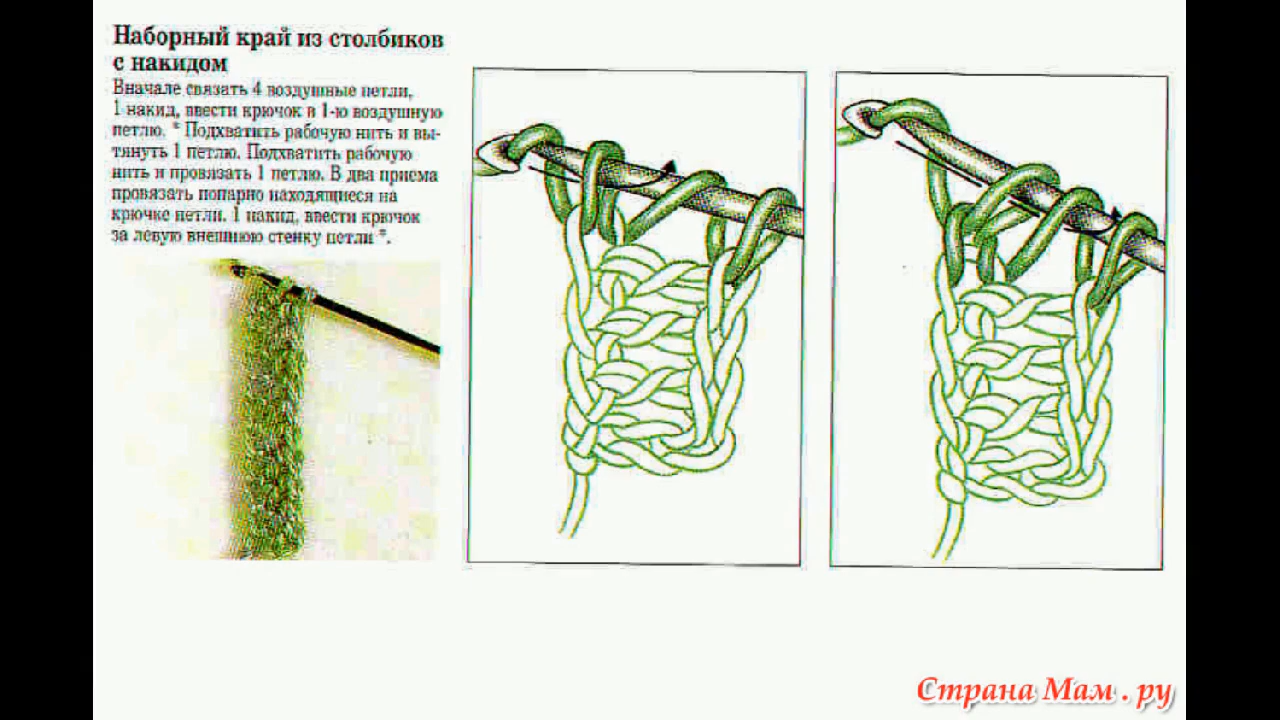 Наборный край из столбиков
с накидом
Вначале связать 4 воздушные петли,
1 накид, ввести крючок в 1-ю воздушную
петлю. * Подхватить рабочую нить и вы-
тянуть 1 петлю. Подхватить рабочую
нить и провязать 1 петлю. В два приема
провязать попарно находящиеся на
крючке петли. 1 накид, ввести крючок
за левую внешнюю стенку петли *.
Страна Мам . ру